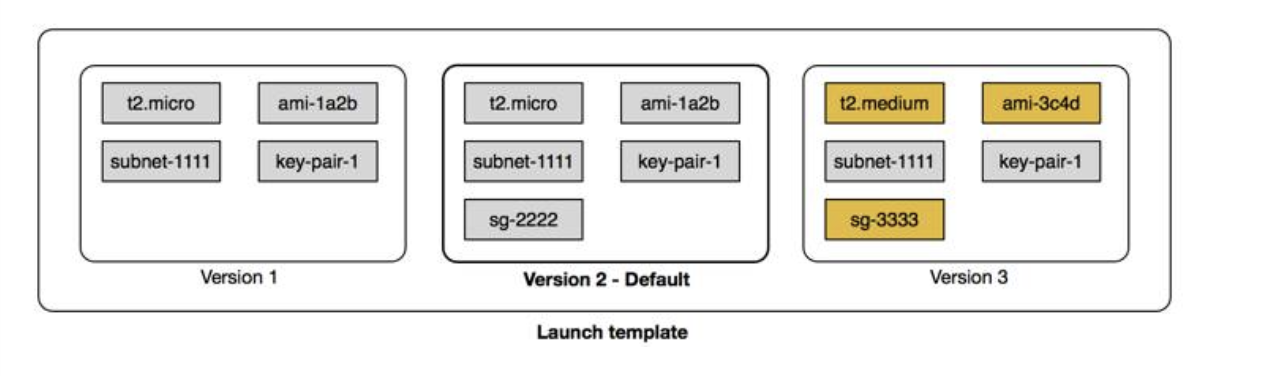 t2.micro ami-1a2b
subnet-1111 key-pair-1
Version 1
t2.micro ami-1a2b
subnet-1111 key-pair-1
sg-2222
Version 2 - Default
t2.medium ami-3c4d
subnet-1111 key-pair-1
sg-3333
Version 3
Launch template